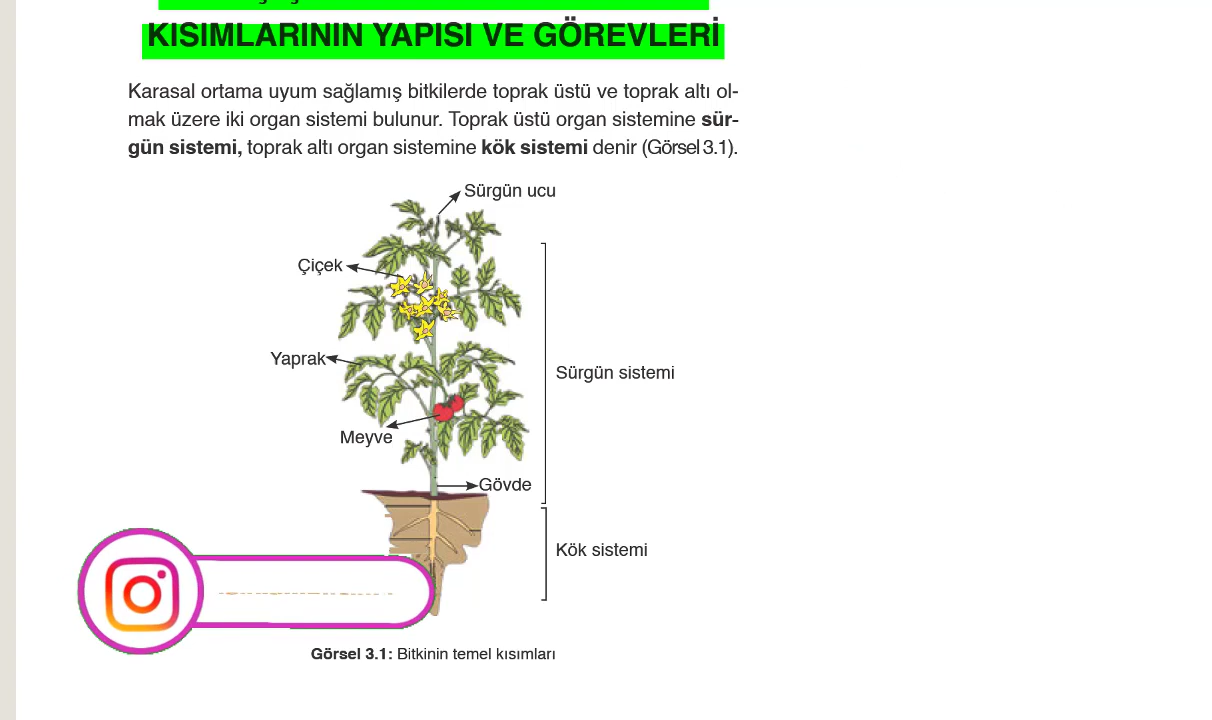 KISIMLARININ YAPISI VE GÖREVLERİ
Karasal ortama uyum sağlamış bitkilerde toprak üstü ve toprak altı ol-
mak üzere iki organ sistemi bulunur. Toprak üstü organ sistemine sür-
gün sistemi, toprak altı organ sistemine kök sistemi denir (Görsel 3.1).
Sürgün ucu
Çiçek
Yaprak
Sürgün sistemi
Meyve
Gövde
Kök sistemi
Görsel 3.1: Bitkinin temel kısımları